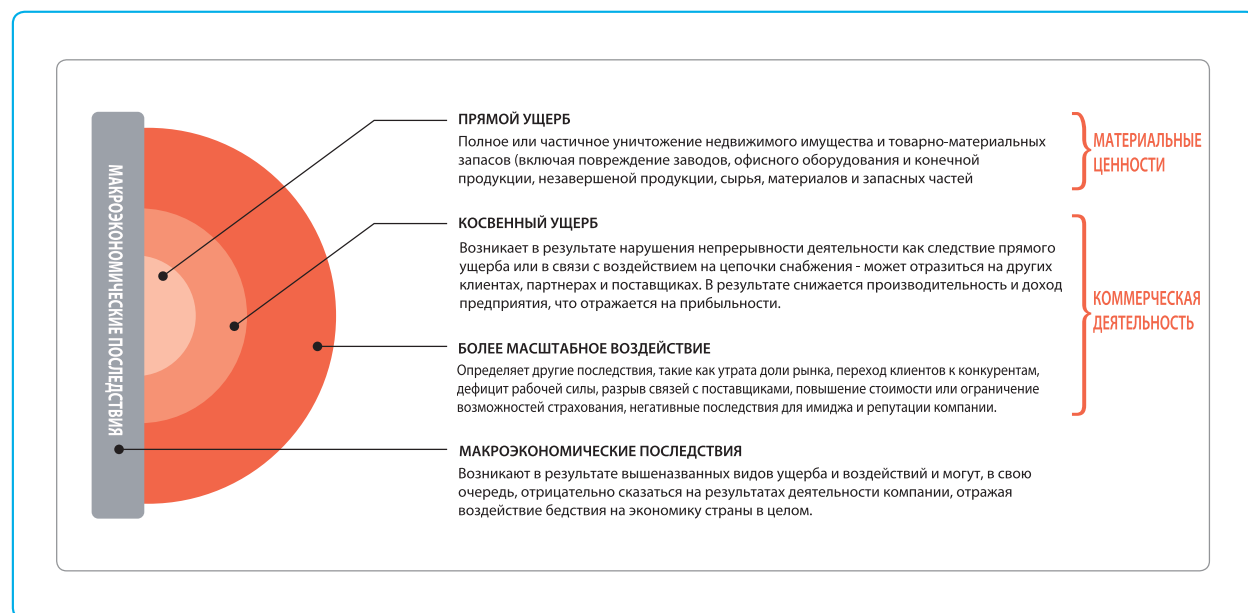 МАКРОЭКОНОМИЧЕСКИЕ ПОСЛЕДСТВИЯ
ПРЯМОЙ УЩЕРБ
Полное или частичное уничтожение недвижимого имущества и товарно-материальных
запасов (включая повреждение заводов, офисного оборудования и конечной
продукции, незавершеной продукции, сырья, материалов и запасных частей
МАТЕРИАЛЬНЫЕ
ЦЕННОСТИ
КОСВЕННЫЙ УЩЕРБ
Возникает в результате нарушения непрерывности деятельности как следствие прямого
ущерба или в связи с воздействием на цепочки снабжения - может отразиться на других
клиентах, партнерах и поставщиках. В результате снижается производительность и доход
предприятия, что отражается на прибыльности.
КОММЕРЧЕСКАЯ
ДЕЯТЕЛЬНОСТЬ
БОЛЕЕ МАСШТАБНОЕ ВОЗДЕЙСТВИЕ
Определяет другие последствия, такие как утрата доли рынка, переход клиентов к конкурентам,
дефицит рабочей силы, разрыв связей с поставщиками, повышение стоимости или ограничение
возможностей страхования, негативные последствия для имиджа и репутации компании.
МАКРОЭКОНОМИЧЕСКИЕ ПОСЛЕДСТВИЯ
Возникают в результате вышеназванных видов ущерба и воздействий и могут, в свою
очередь, отрицательно сказаться на результатах деятельности компании, отражая
воздействие бедствия на экономику страны в целом.